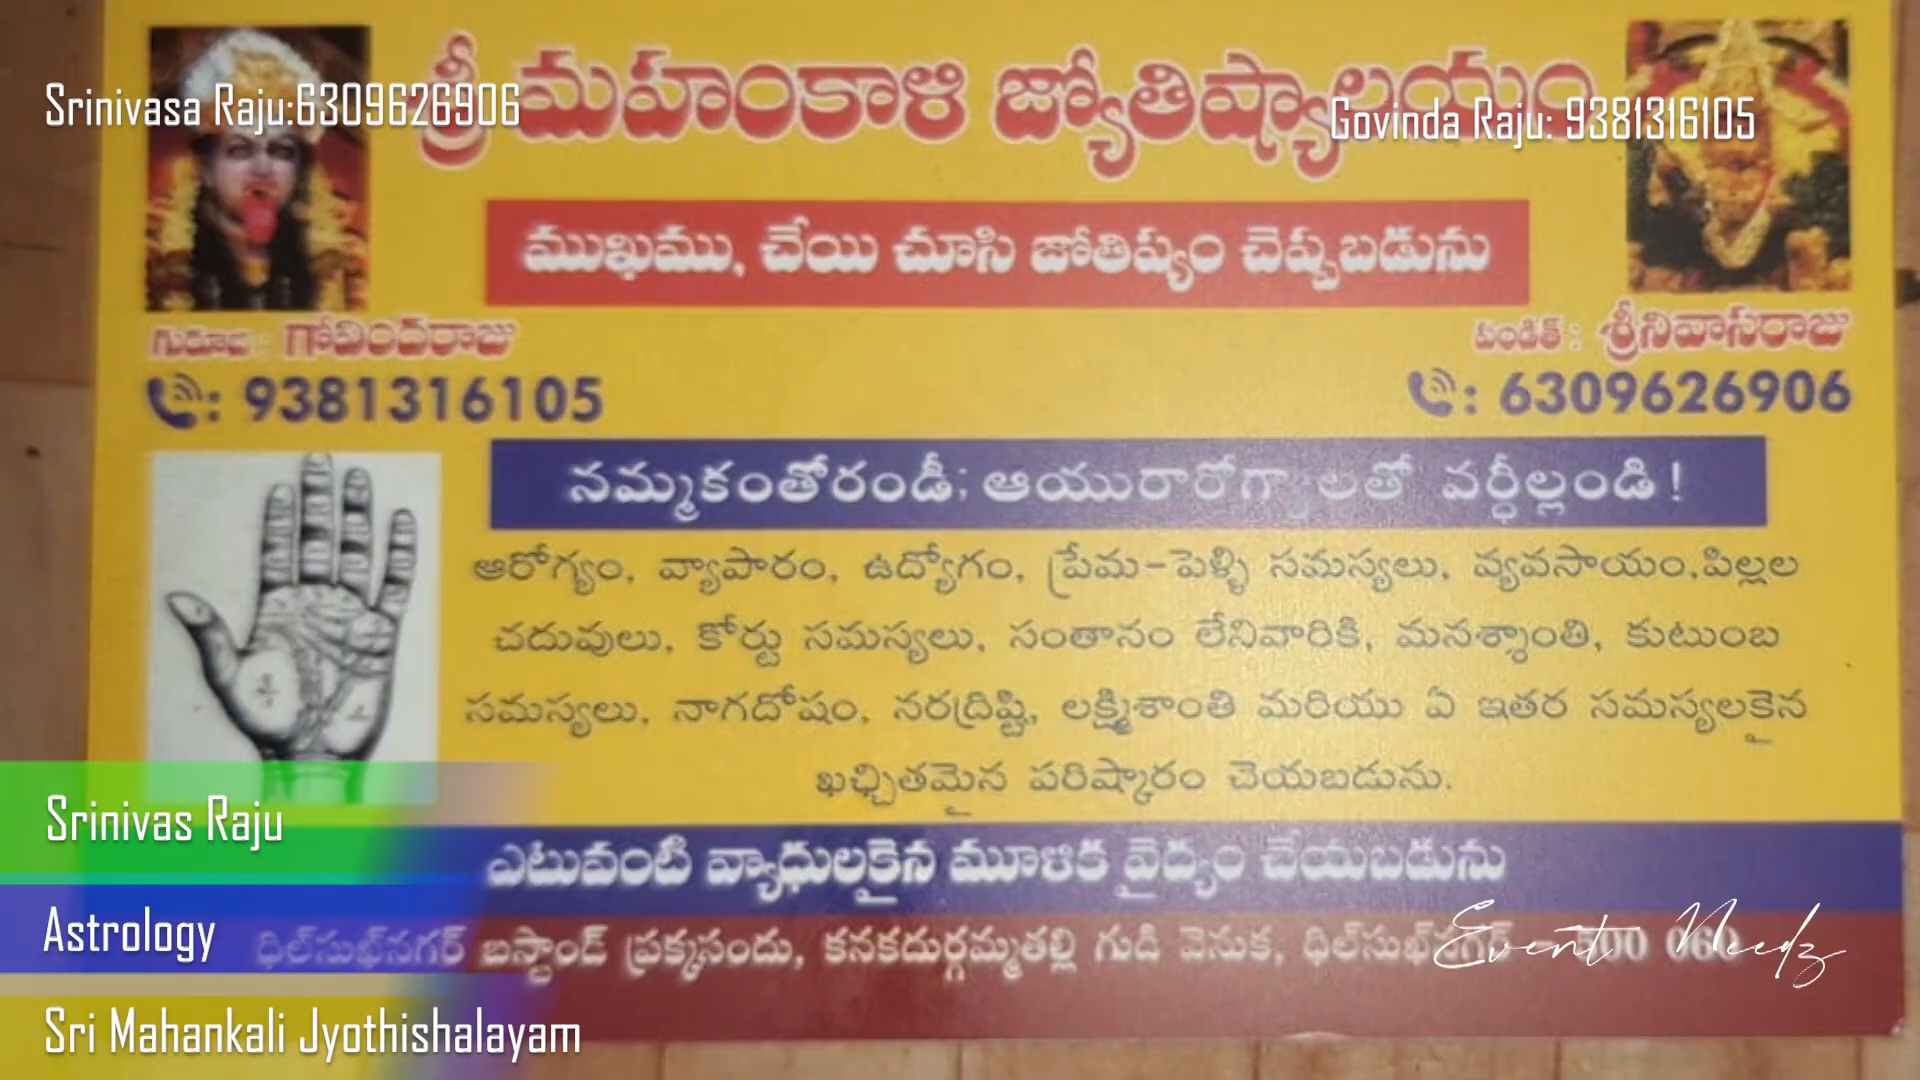 Srinivasa Raju:6309626906
Govinda Raju: 9381316105
శ్రీ మహంకాళి జ్యోతిష్యాలయం
ముఖము, చేయి చూసి జోతిష్యం చెప్పబడును
గురూజి : గోవిందరాజు
పండిత్ : శ్రీనివాసరాజు
: 9381316105
: 6309626906
నమ్మకంతోరండీ; ఆయురారోగ్యాలతో వర్ధిల్లండి!
ఆరోగ్యం, వ్యాపారం, ఉద్యోగం, ప్రేమ-పెళ్ళి సమస్యలు, వ్యవసాయం,పిల్లల
చదువులు, కోర్టు సమస్యలు, సంతానం లేనివారికి, మనశ్శాంతి, కుటుంబ
సమస్యలు, నాగదోషం, నరద్రిష్టి, లక్ష్మిశాంతి మరియు ఏ ఇతర సమస్యలకైన
ఖచ్చితమైన పరిష్కారం చెయబడును.
Srinivas Raju
ఎటువంటి వ్యాధులకైన మూళిక వైద్యం చేయబడును
Astrology
ధిల్‌సుఖ్‌నగర్ బస్టాండ్ ప్రక్కసందు, కనకదుర్గమ్మతల్లి గుడి వెనుక, ధిల్‌సుఖ్‌నగర్
Event Needz
Sri Mahankali Jyothishalayam